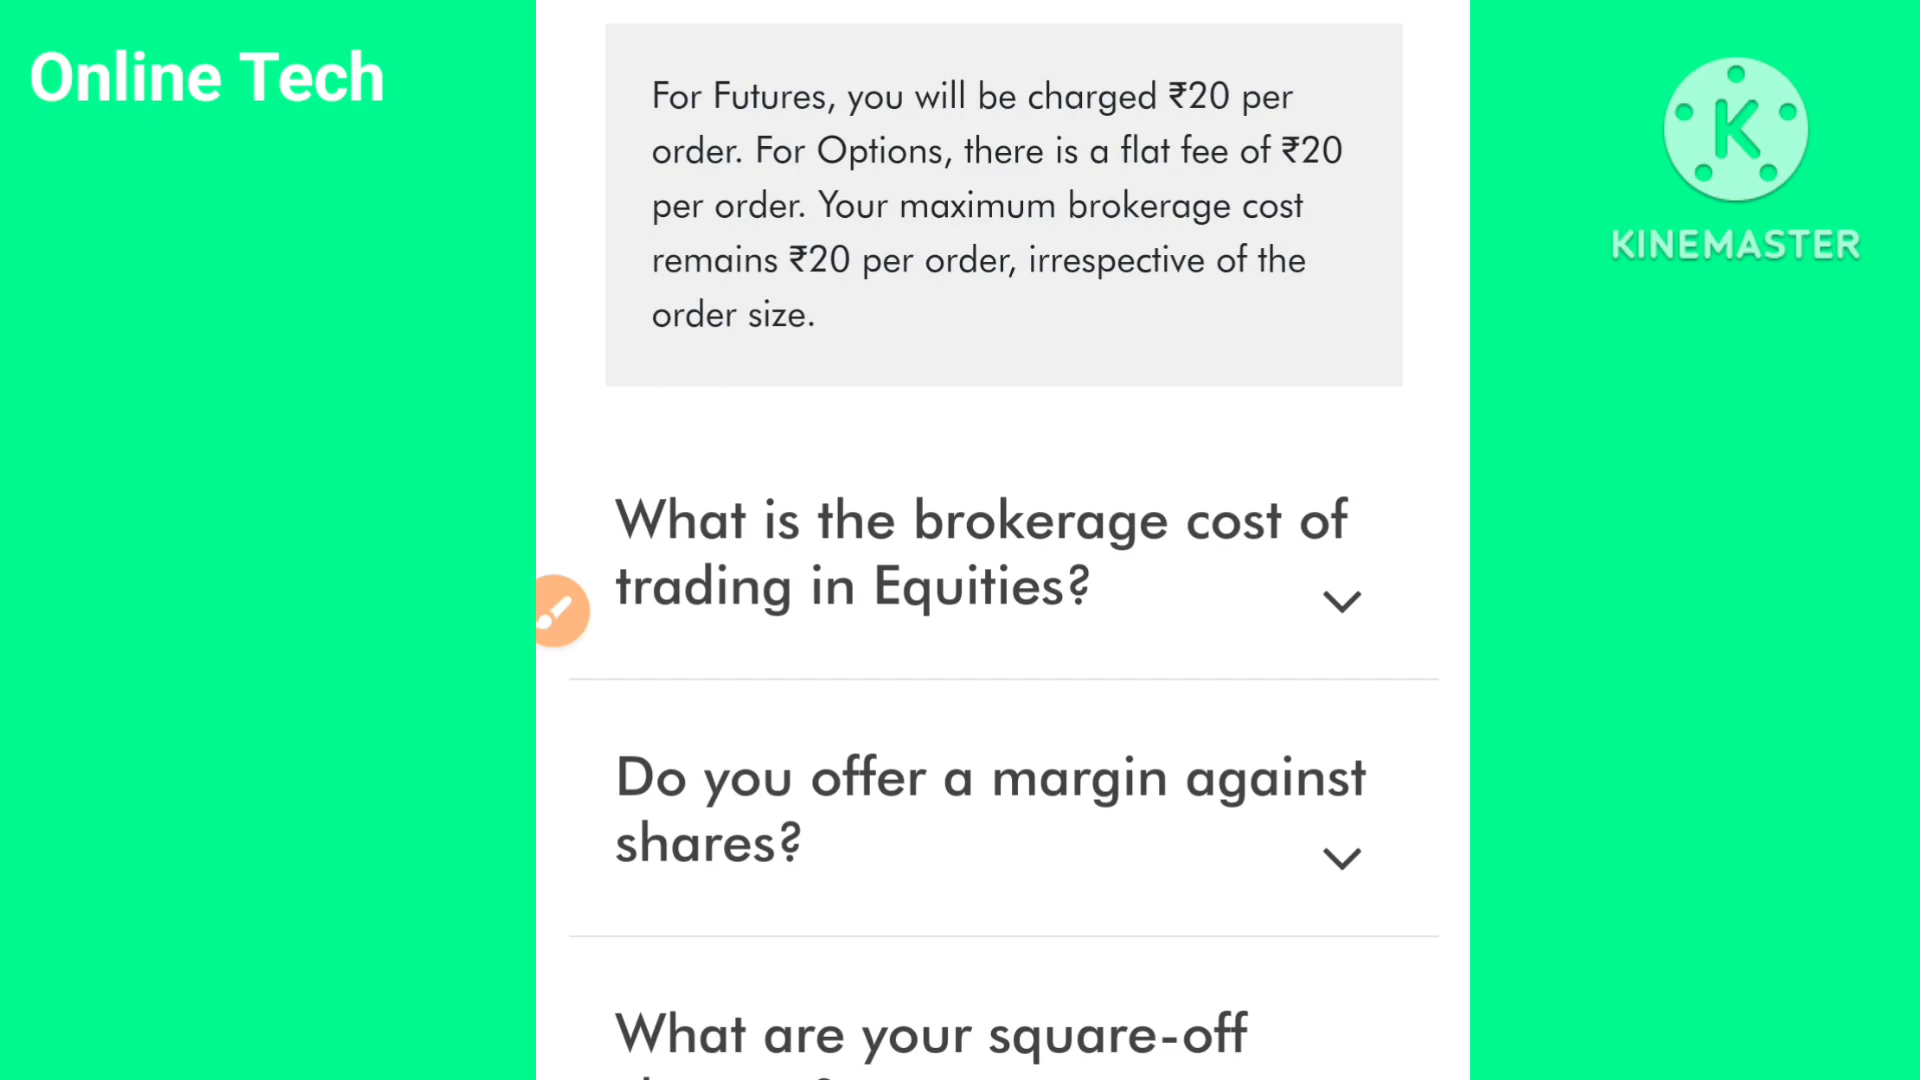 Online Tech
For Futures, you will be charged ₹20 per
order. For Options, there is a flat fee of ₹20
per order. Your maximum brokerage cost
remains ₹20 per order, irrespective of the
order size.
K
KINEMASTER
What is the brokerage cost of
trading in Equities?
Do you offer a margin against
shares?
What are your square-off